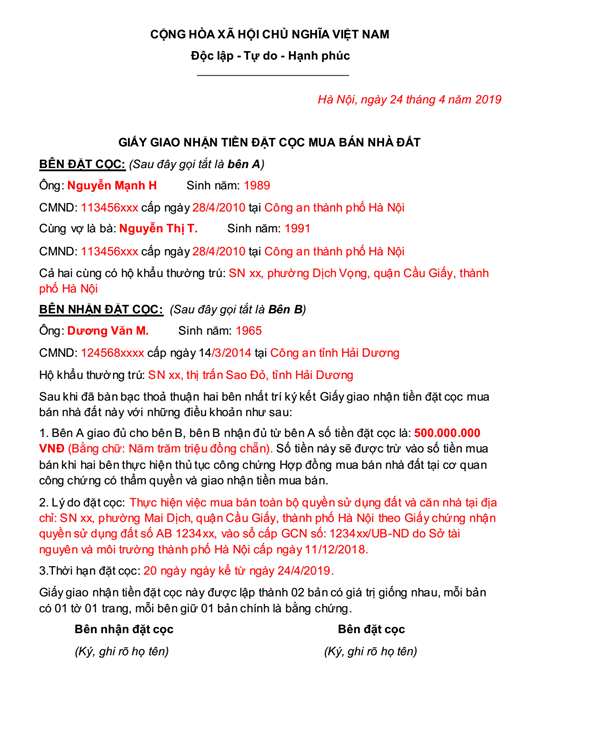 CỘNG HÒA XÃ HỘI CHỦ NGHĨA VIỆT NAM
Độc lập - Tự do - Hạnh phúc
Hà Nội, ngày 24 tháng 4 năm 2019
GIẤY GIAO NHẬN TIỀN ĐẶT CỌC MUA BÁN NHÀ ĐẤT
BÊN ĐẶT CỌC: (Sau đây gọi tắt là bên A)
Ông: Nguyễn Mạnh H Sinh năm: 1989
CMND: 113456xxx cấp ngày 28/4/2010 tại Công an thành phố Hà Nội
Cùng vợ là bà: Nguyễn Thị T. Sinh năm: 1991
CMND: 113456xxx cấp ngày 28/4/2010 tại Công an thành phố Hà Nội
Cả hai cùng có hộ khẩu thường trú: SN xx, phường Dịch Vọng, quận Cầu Giấy, thành
phố Hà Nội
BÊN NHẬN ĐẶT CỌC: (Sau đây gọi tắt là Bên B)
Ông: Dương Văn M. Sinh năm: 1965
CMND: 124568xxxx cấp ngày 14/3/2014 tại Công an tỉnh Hải Dương
Hộ khẩu thường trú: SN xx, thị trấn Sao Đỏ, tỉnh Hải Dương
Sau khi đã bàn bạc thoả thuận hai bên nhất trí ký kết Giấy giao nhận tiền đặt cọc mua
bán nhà đất này với những điều khoản như sau:
1. Bên A giao đủ cho bên B, bên B nhận đủ từ bên A số tiền đặt cọc là: 500.000.000
VNĐ (Bằng chữ: Năm trăm triệu đồng chẵn). Số tiền này sẽ được trừ vào số tiền mua
bán khi hai bên thực hiện thủ tục công chứng Hợp đồng mua bán nhà đất tại cơ quan
công chứng có thẩm quyền và giao nhận tiền mua bán.
2. Lý do đặt cọc: Thực hiện việc mua bán toàn bộ quyền sử dụng đất và căn nhà tại địa
chỉ: SN xx, phường Mai Dịch, quận Cầu Giấy, thành phố Hà Nội theo Giấy chứng nhận
quyền sử dụng đất số AB 1234xx, vào sổ cấp GCN số: 1234xx/UB-ND do Sở tài
nguyên và môi trường thành phố Hà Nội cấp ngày 11/12/2018.
3.Thời hạn đặt cọc: 20 ngày ngày kể từ ngày 24/4/2019.
Giấy giao nhận tiền đặt cọc này được lập thành 02 bản có giá trị giống nhau, mỗi bản
có 01 tờ 01 trang, mỗi bên giữ 01 bản chính là bằng chứng.
Bên nhận đặt cọc Bên đặt cọc
(Ký, ghi rõ họ tên) (Ký, ghi rõ họ tên)